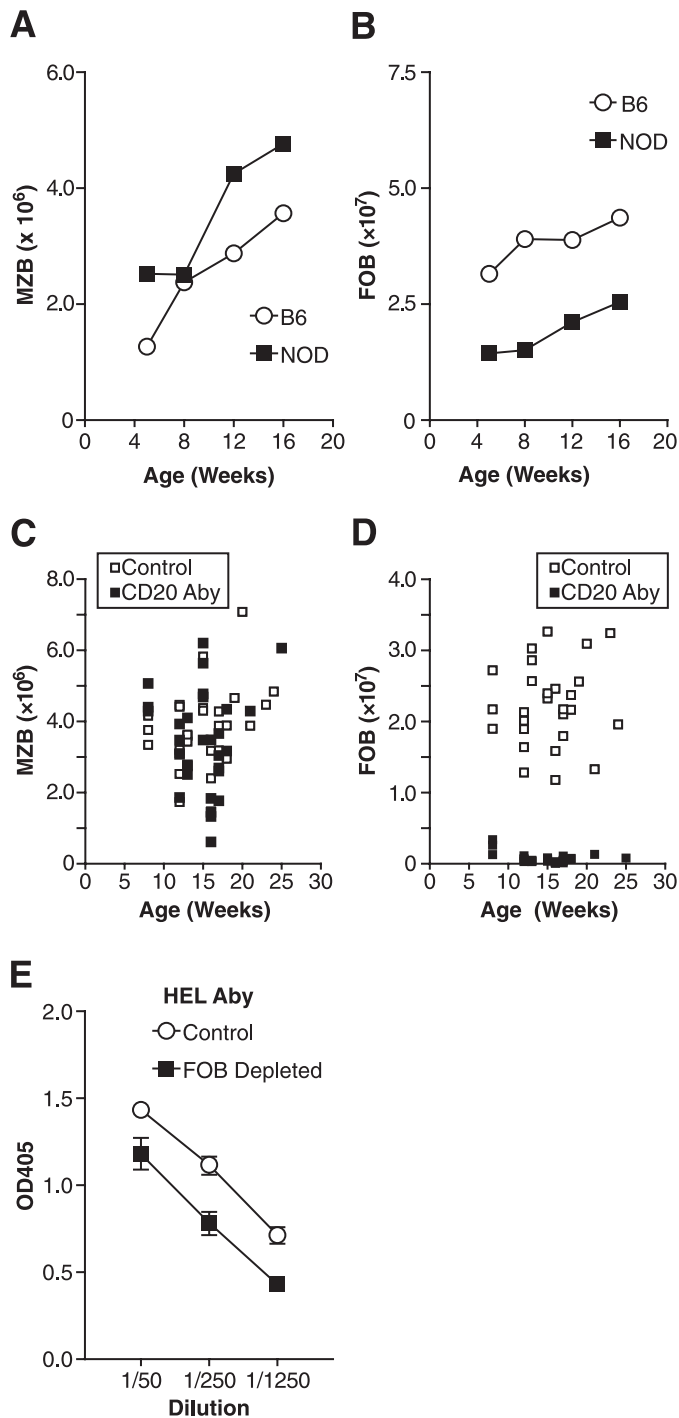 A
6.0
4.0
2.0
0
MZB (x 10⁶)
B6
NOD
0 4 8 12 16 20
Age (Weeks)
B
7.5
5.0
2.5
0
FOB (×10⁷)
B6
NOD
0 4 8 12 16 20
Age (Weeks)
C
Control
CD20 Aby
8.0
6.0
4.0
2.0
0
MZB (×10⁶)
0 5 10 15 20 25 30
Age (Weeks)
D
Control
CD20 Aby
4.0
3.0
2.0
1.0
0
FOB (×10⁷)
0 5 10 15 20 25 30
Age (Weeks)
E
HEL Aby
Control
FOB Depleted
2.0
1.5
1.0
0.5
0
OD405
1/50 1/250 1/1250
Dilution